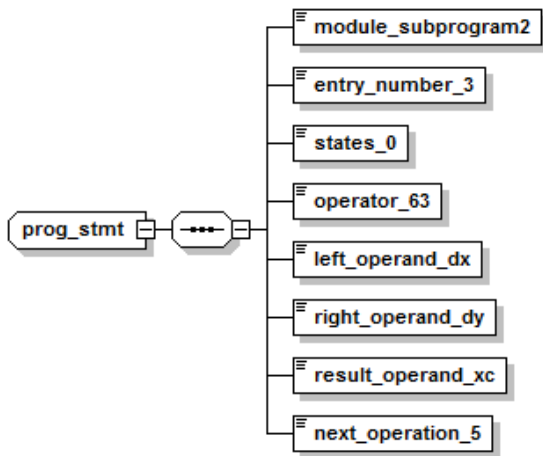 module_subprogram2
entry_number_3
states_0
operator_63
prog_stmt
left_operand_dx
right_operand_dy
result_operand_xc
next_operation_5